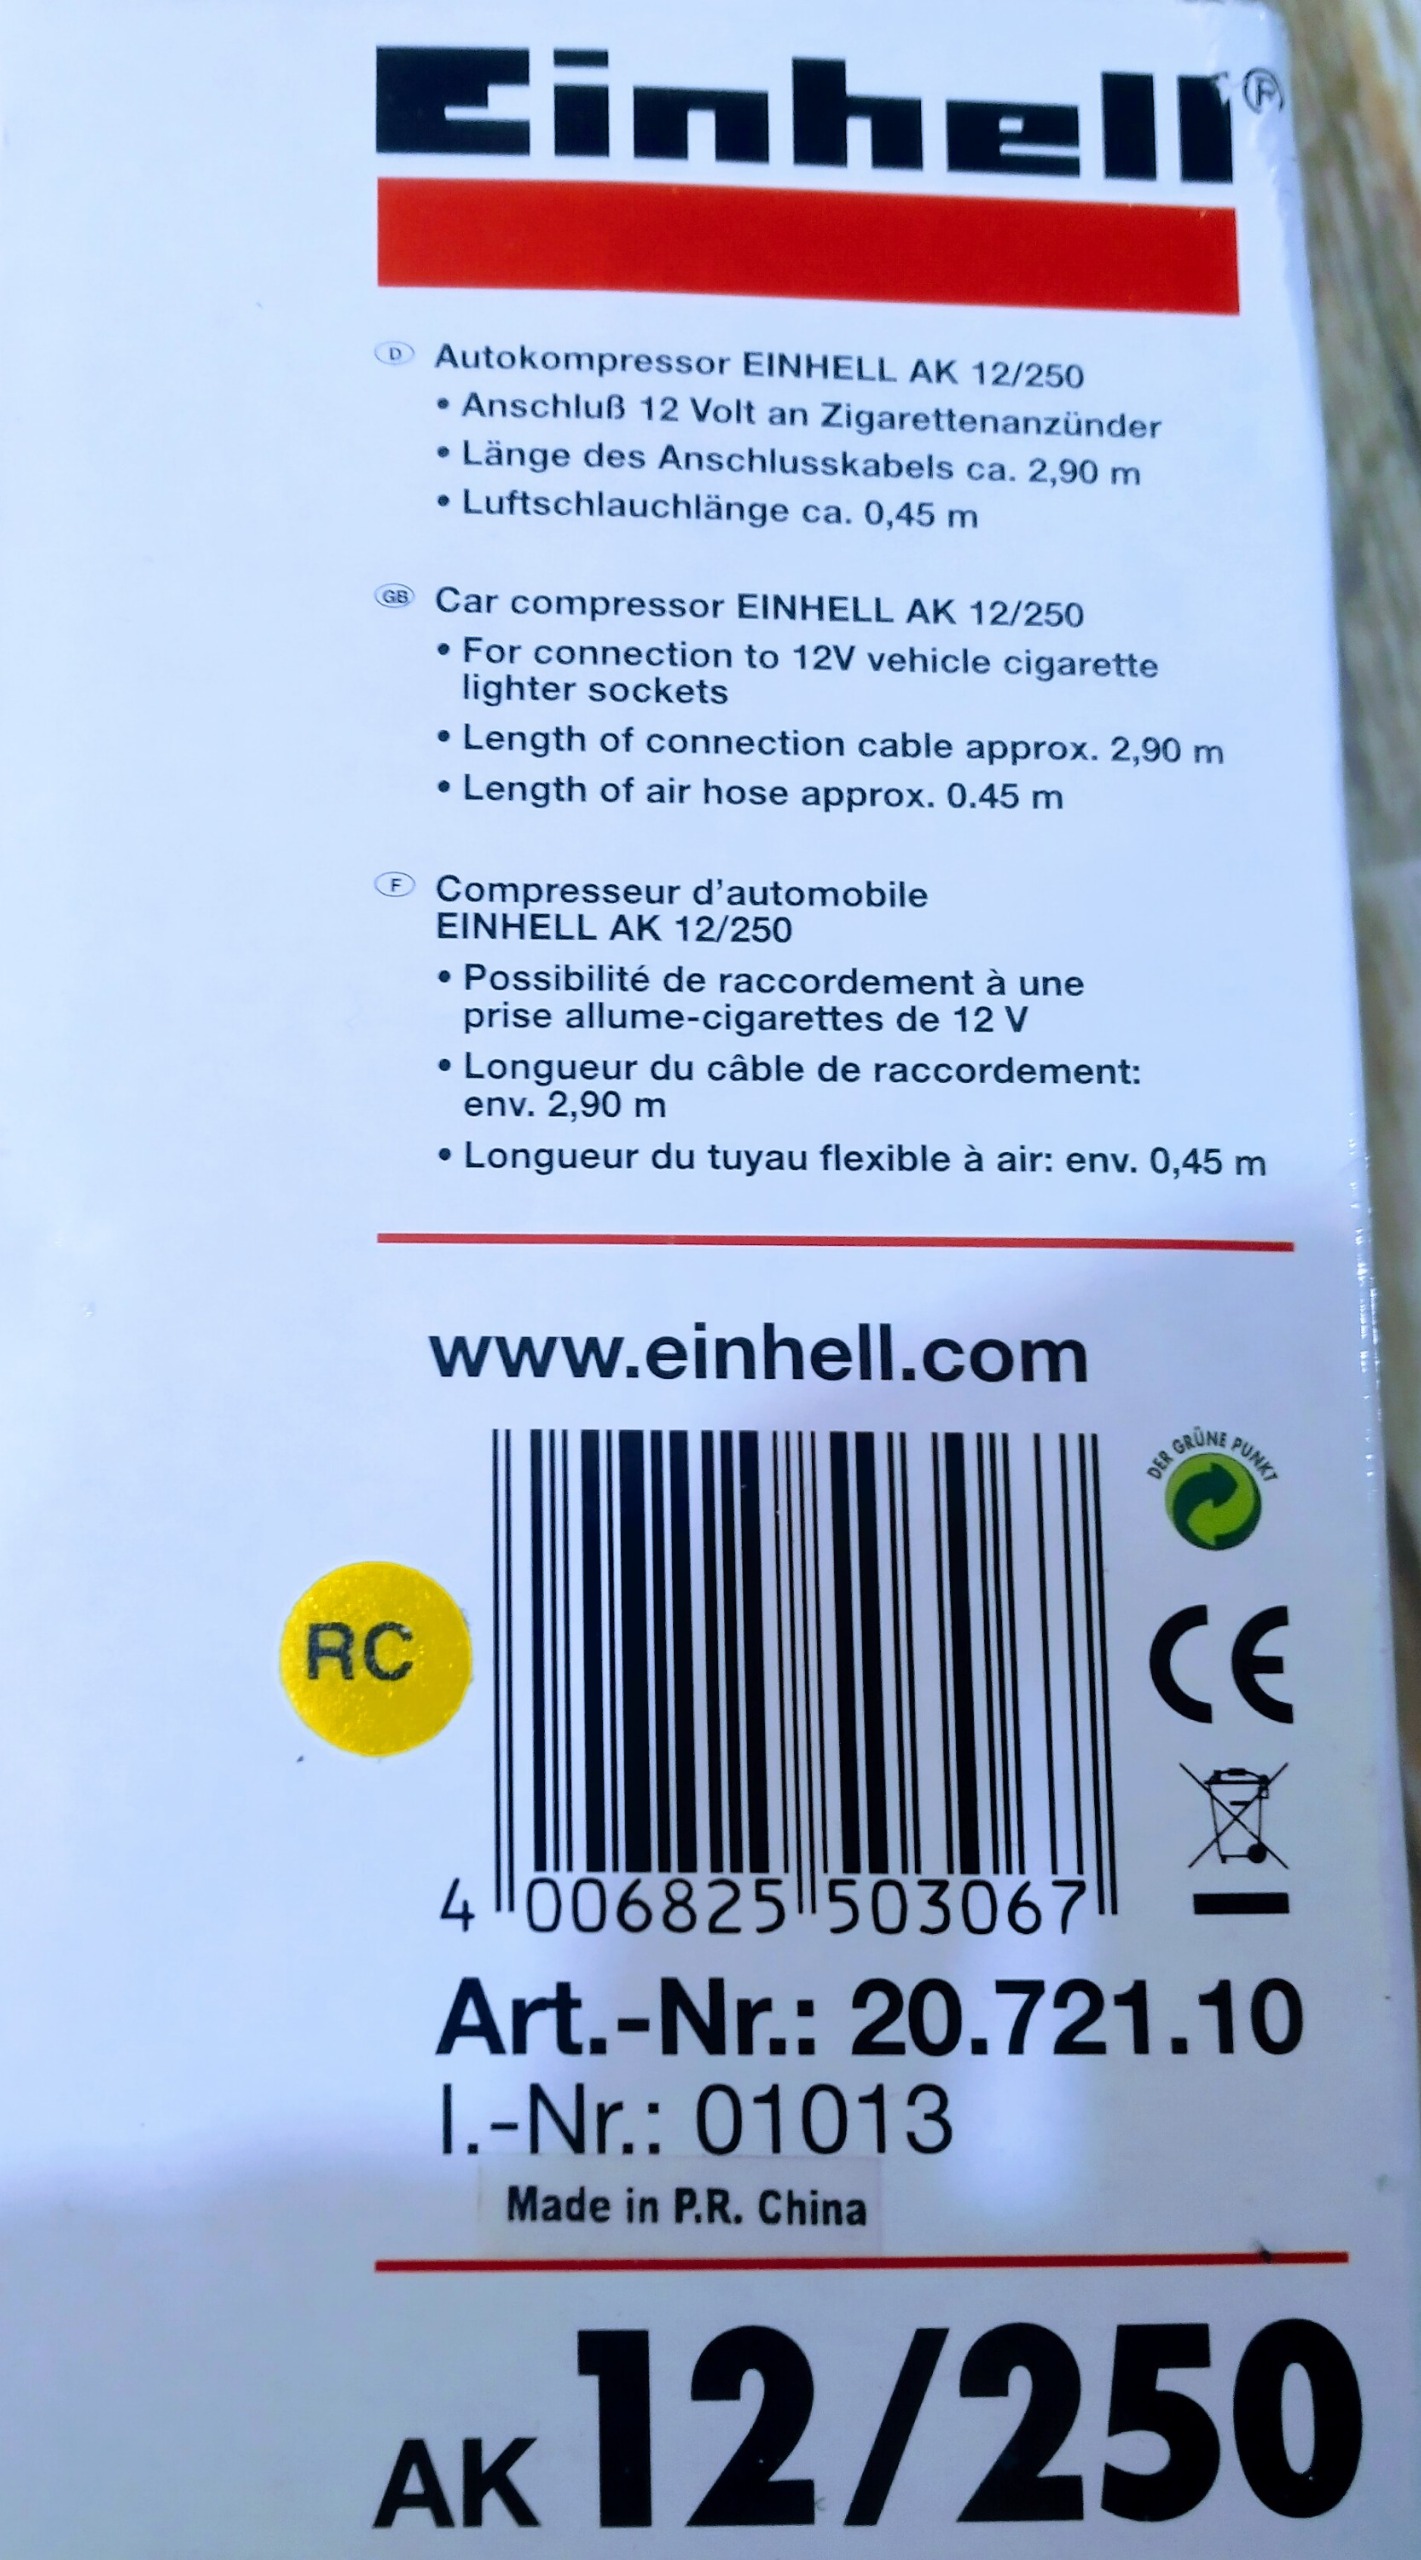 Einhell®
D Autokompressor EINHELL AK 12/250
• Anschluß 12 Volt an Zigarettenanzünder
• Länge des Anschlusskabels ca. 2,90 m
• Luftschlauchlänge ca. 0,45 m
GB Car compressor EINHELL AK 12/250
• For connection to 12V vehicle cigarette
lighter sockets
• Length of connection cable approx. 2,90 m
• Length of air hose approx. 0.45 m
F Compresseur d'automobile
EINHELL AK 12/250
• Possibilité de raccordement à une
prise allume-cigarettes de 12 V
• Longueur du câble de raccordement:
env. 2,90 m
• Longueur du tuyau flexible à air: env. 0,45 m
www.einhell.com
DER GRÜNE PUNKT
RC
CE
4 006825 503067
Art.-Nr.: 20.721.10
I.-Nr.: 01013
Made in P.R. China
AK 12/250